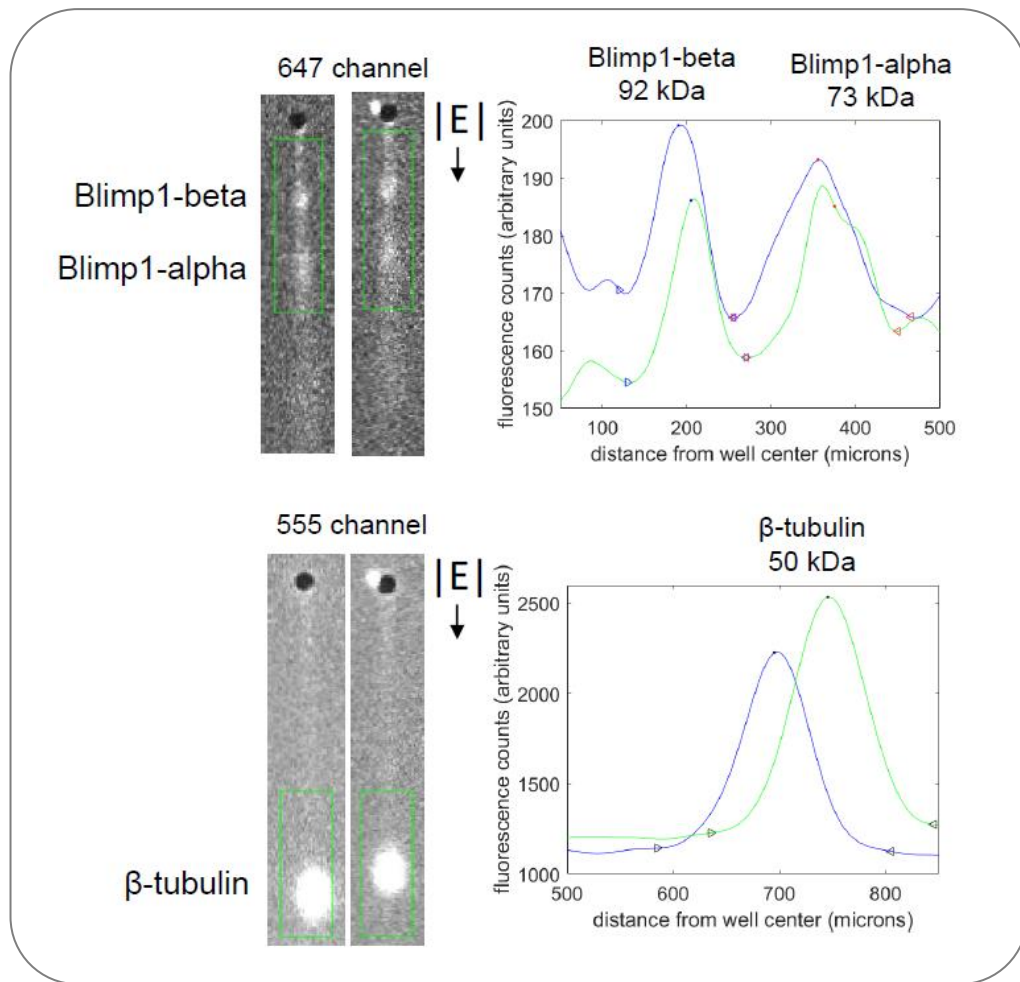 647 channel
|E|
Blimp1-beta
Blimp1-alpha
Blimp1-beta
92 kDa
Blimp1-alpha
73 kDa
fluorescence counts (arbitrary units)
200
190
180
170
160
150
100
200
300
400
500
distance from well center (microns)
555 channel
|E|
β-tubulin
β-tubulin
50 kDa
fluorescence counts (arbitrary units)
2500
2000
1500
1000
500
600
700
800
distance from well center (microns)